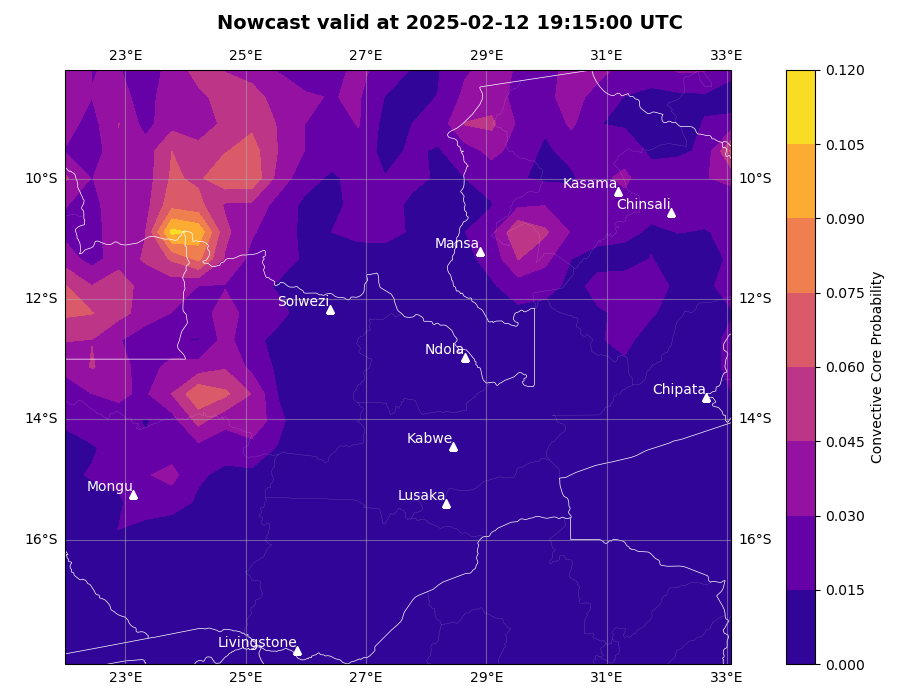 Nowcast valid at 2025-02-12 19:15:00 UTC
23°E 25°E 27°E 29°E 31°E 33°E
0.120
0.105
10°S 10°S
Kasama
Chinsali
0.090
Mansa
12°S 12°S
Solwezi
0.075
Ndola
0.060
Chipata
14°S 14°S
Kabwe
0.045
Mongu
Lusaka
0.030
16°S 16°S
0.015
Livingstone
0.000
23°E 25°E 27°E 29°E 31°E 33°E
Convective Core Probability